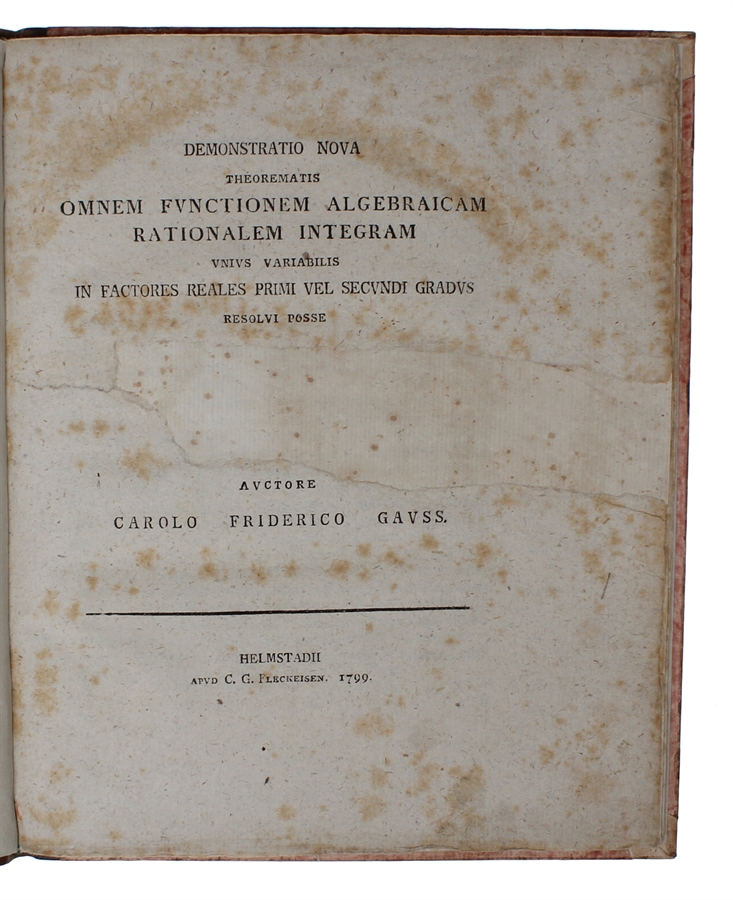 DEMONSTRATIO NOVA
THEOREMATIS
OMNEM FVNCTIONEM ALGEBRAICAM
RATIONALEM INTEGRAM
VNIVS VARIABILIS
IN FACTORES REALES PRIMI VEL SECVNDI GRADVS
RESOLVI POSSE
AVCTORE
CAROLO FRIDERICO GAVSS.
HELMSTADII
APVD C. G. FLECKEISEN. 1799.